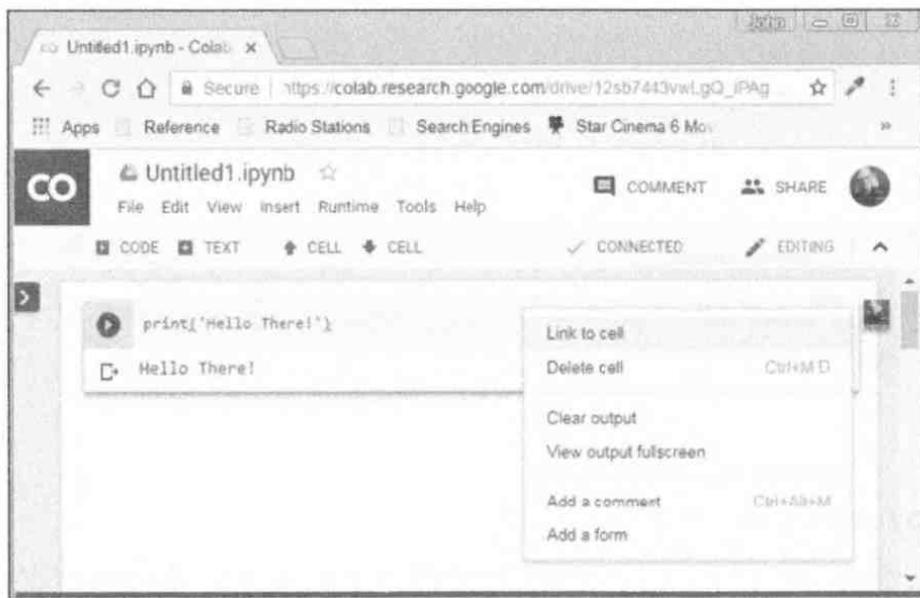 John
Untitled1.ipynb - Colab
Secure https://colab.research.google.com/drive/12sb7443vwLgQ_iPAg
Apps Reference Radio Stations Search Engines Star Cinema 6 Mov
CO Untitled1.ipynb
COMMENT SHARE
File Edit View Insert Runtime Tools Help
CODE TEXT CELL CELL CONNECTED EDITING
print('Hello There!')
Hello There!
Link to cell
Delete cell Ctrl+M D
Clear output
View output fullscreen
Add a comment Ctrl+Alt+M
Add a form